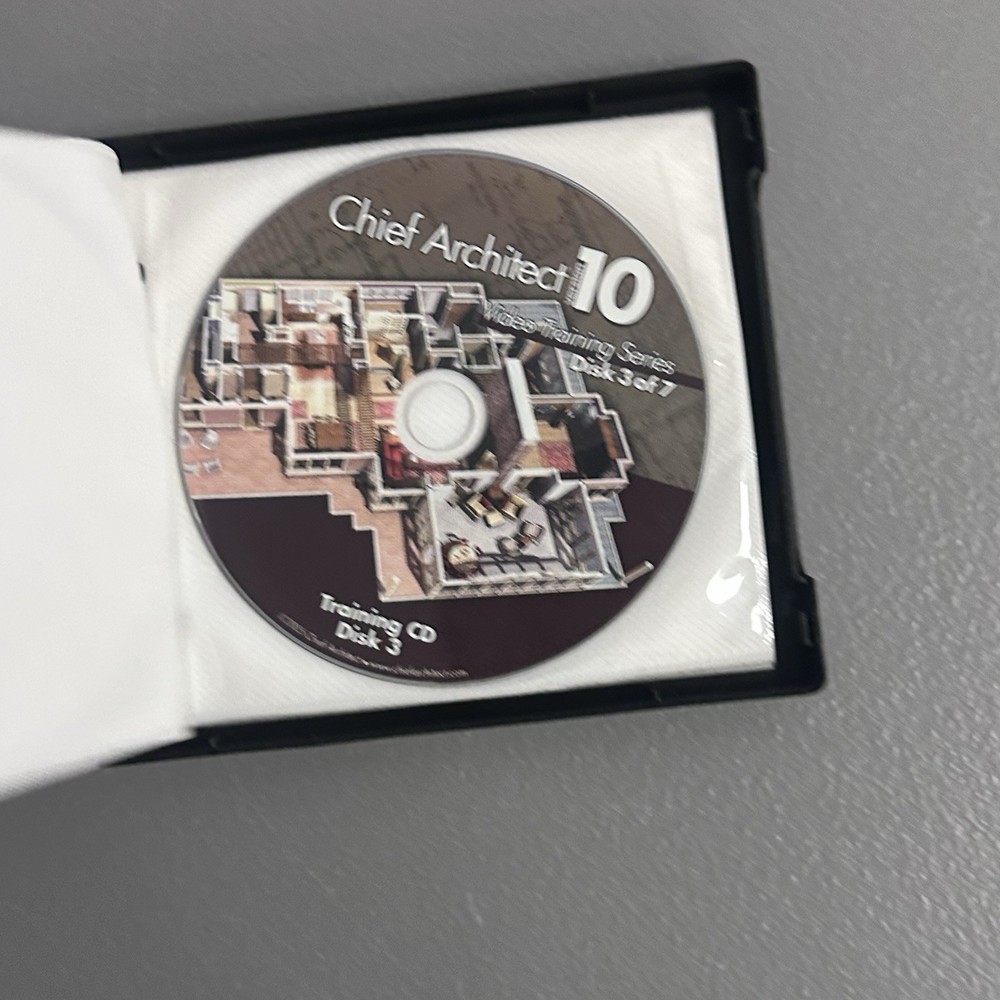 Chief Architect 10
Video Training Series
Disk 3 of 7
Training CD
Disk 3